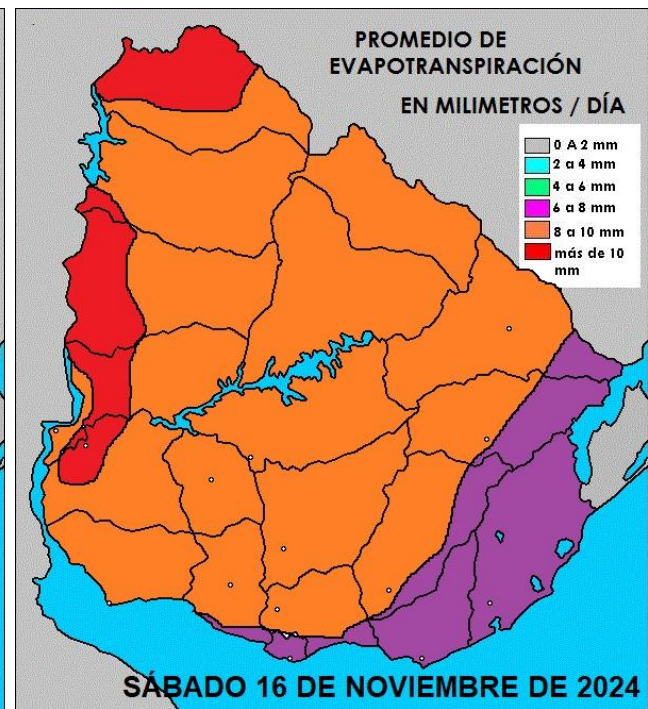 PROMEDIO DE
EVAPOTRANSPIRACIÓN
EN MILIMETROS / DÍA
0 A 2 mm
2 a 4 mm
4 a 6 mm
6 a 8 mm
8 a 10 mm
más de 10
mm
SÁBADO 16 DE NOVIEMBRE DE 2024